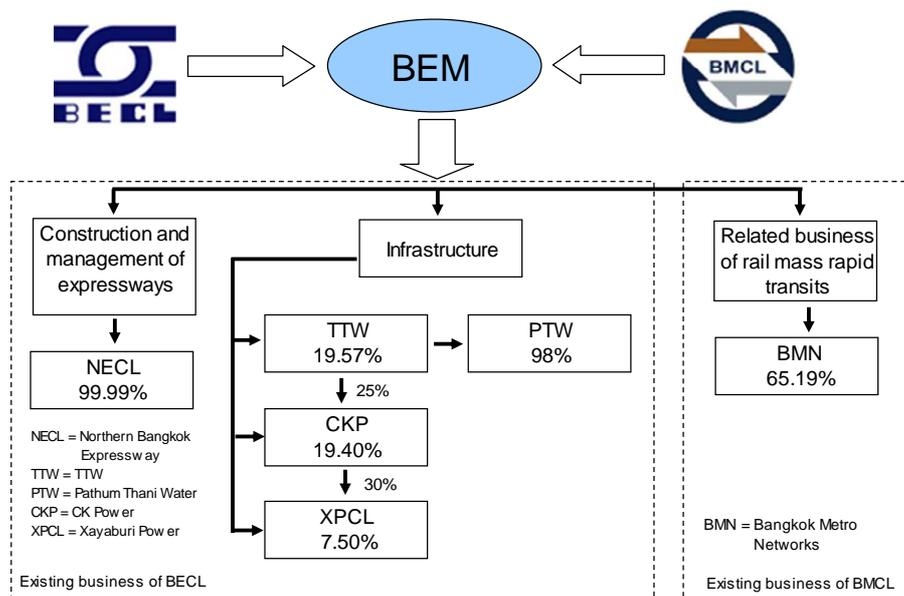 BECL
BEM
BMCL
Construction and
management of
expressways
Infrastructure
Related business
of rail mass rapid
transits
NECL
99.99%
TTW
19.57%
PTW
98%
BMN
65.19%
25%
CKP
19.40%
30%
XPCL
7.50%
NECL = Northern Bangkok
Expressway
TTW = TTW
PTW = Pathum Thani Water
CKP = CK Power
XPCL = Xayaburi Power
Existing business of BECL
BMN = Bangkok Metro
Networks
Existing business of BMCL